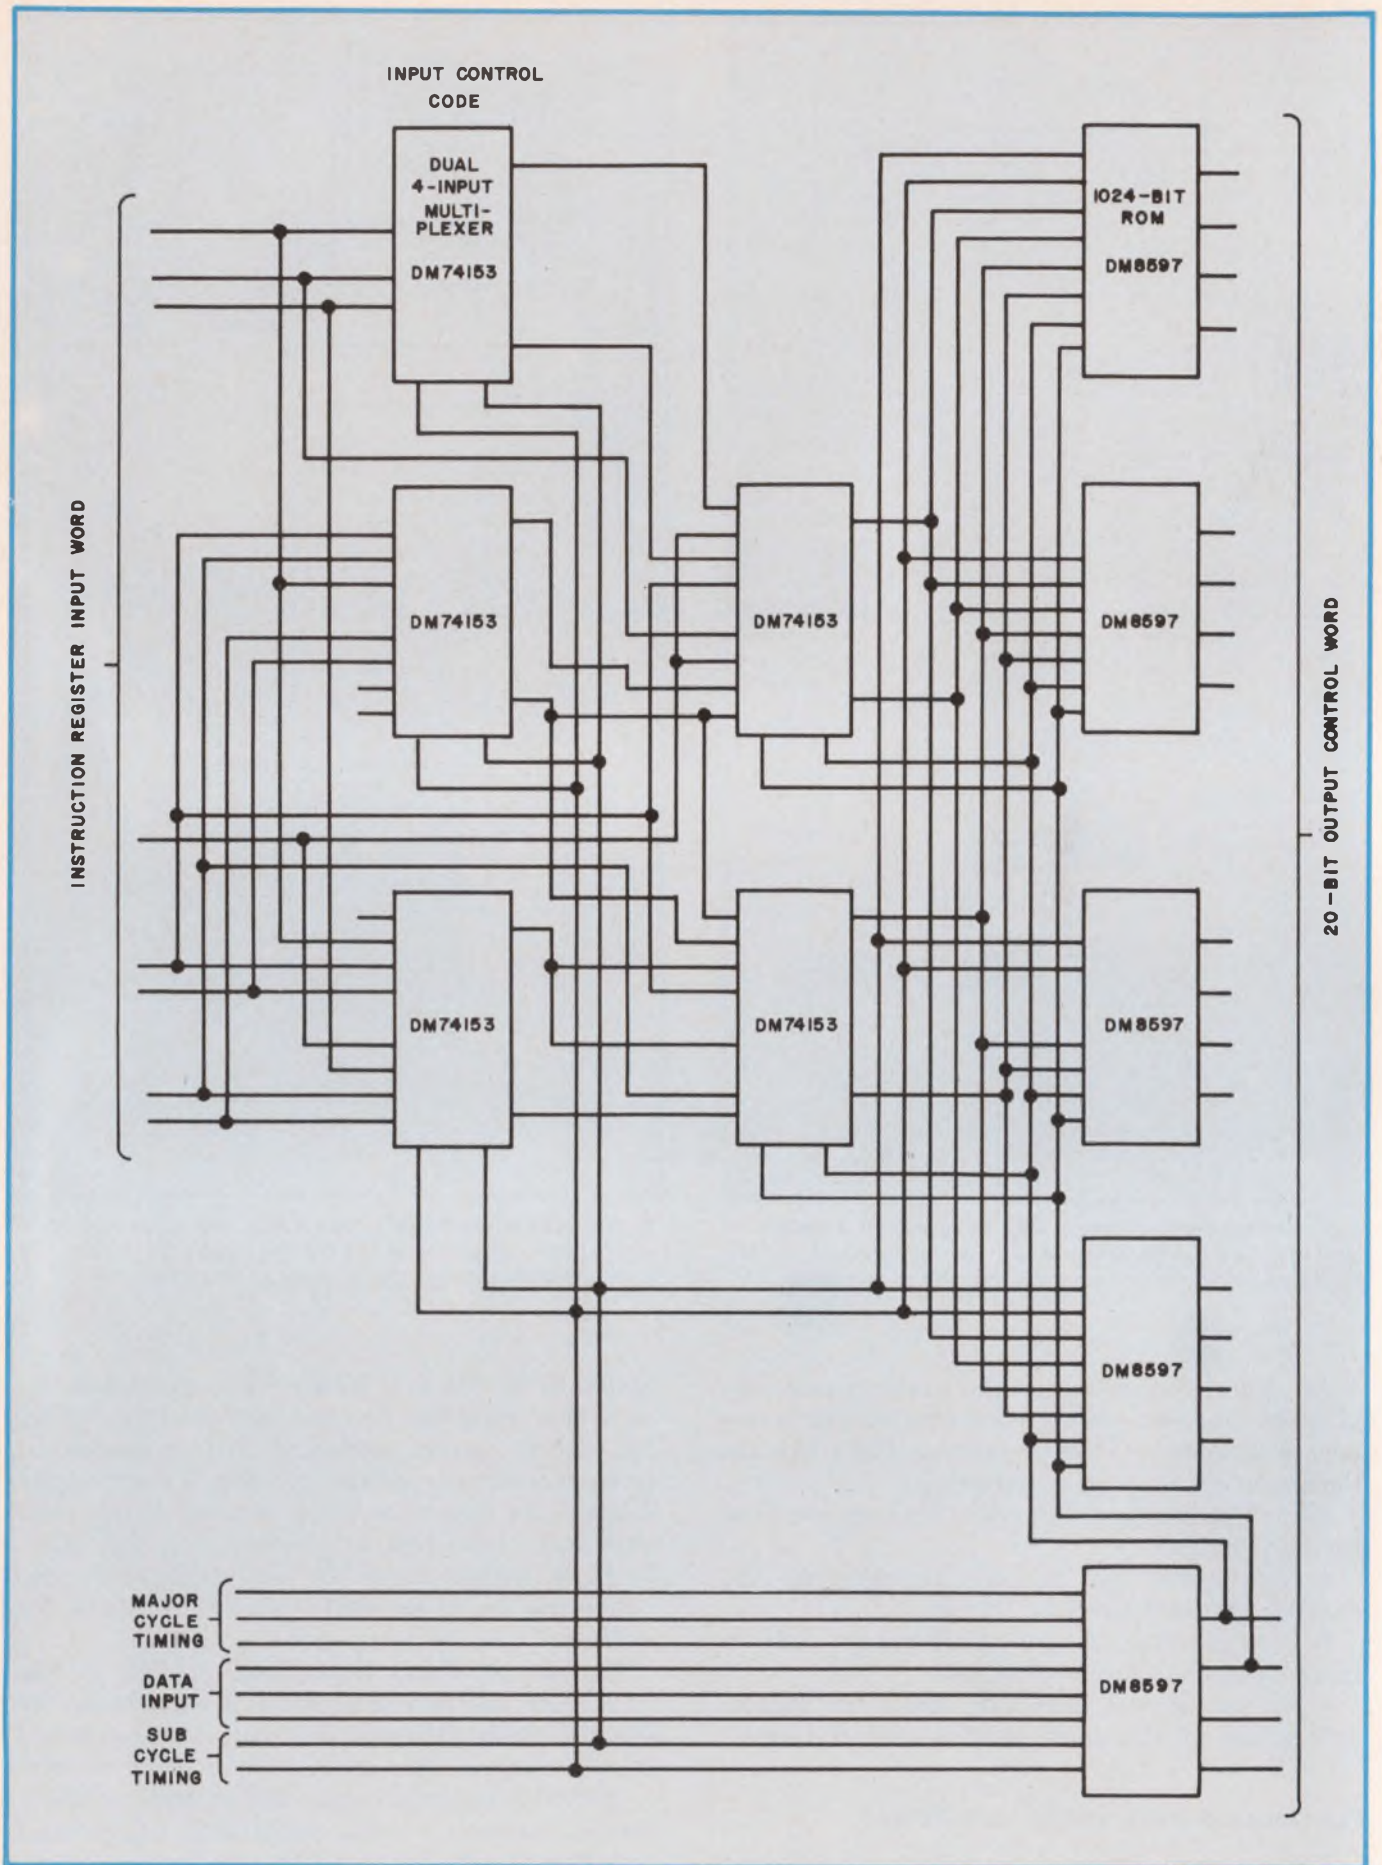 INPUT CONTROL
CODE
DUAL
4-INPUT
MULTI-
PLEXER
DM74153
1024-BIT
ROM
DM8597
INSTRUCTION REGISTER INPUT WORD
DM74153
DM74153
DM8597
20-BIT OUTPUT CONTROL WORD
DM74153
DM74153
DM8597
DM8597
MAJOR
CYCLE
TIMING
DATA
INPUT
SUB
CYCLE
TIMING
DM8597